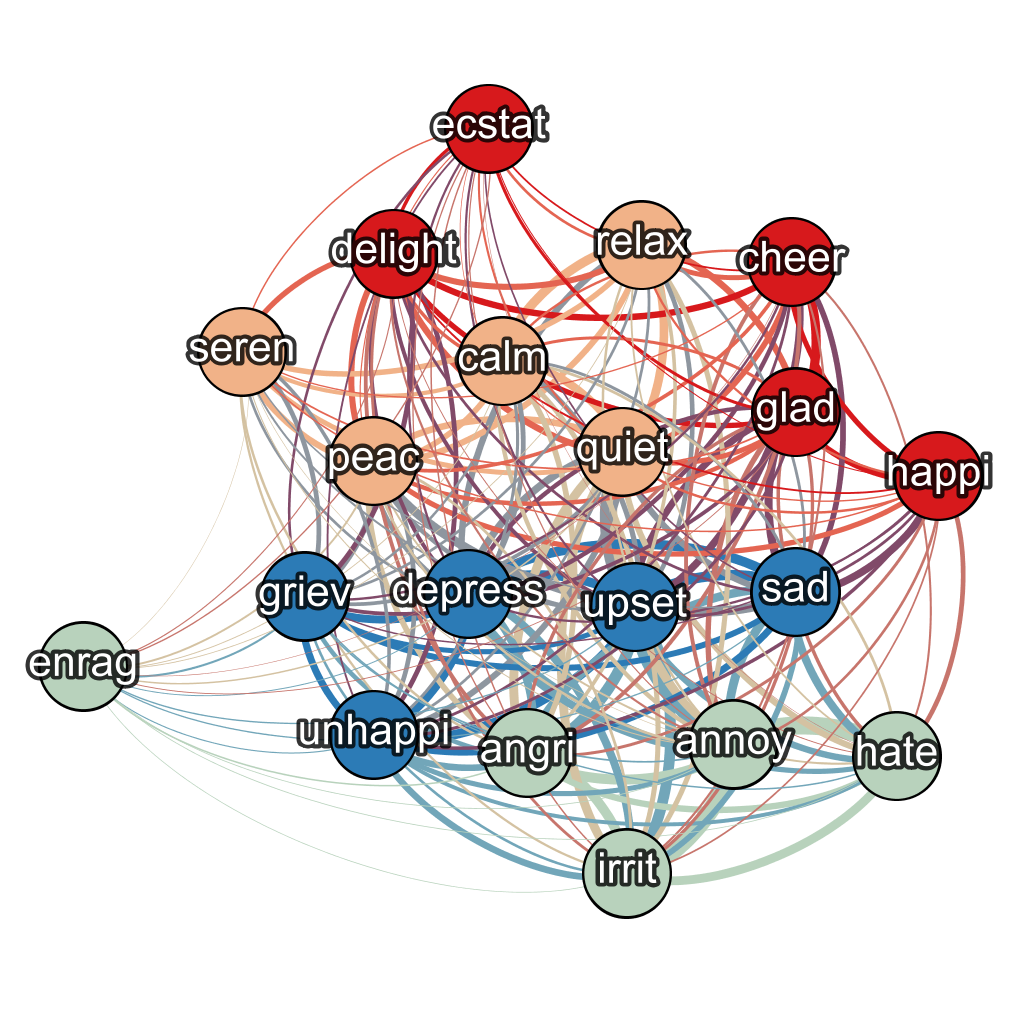 ecstat
relax
delight
cheer
seren
calm
glad
quiet
peac
happi
griev
depress
upset
sad
enrag
unhappi
angri
annoy
hate
irrit